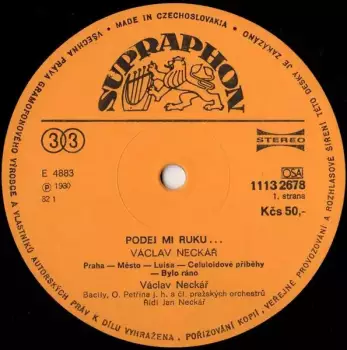 VŠECHNA PRÁVA GRAMOFONOVÉHO VÝROBCE A VLASTNÍKŮ AUTORSKÝCH PRÁV K DÍLU VYHRAŽENA, POŘIZOVÁNÍ KOPIÍ, VEŘEJNÉ PROVOZOVÁNÍ A ROZHLASOVÉ ŠÍŘENÍ TÉTO DESKY JE ZAKÁZÁNO • MADE IN CZECHOSLOVAKIA •
SUPRAPHON
33
STEREO
E 4883
℗ 1980
82 1
OSA
1113 2678
1. strana
Kčs 50,-
PODEJ MI RUKU...
VÁCLAV NECKÁŘ
Praha — Město — Luisa — Celuloidové příběhy
— Bylo ráno
Václav Neckář
Bacily, O. Petřina j. h. a čl. pražských orchestrů
Řídí Jan Neckář